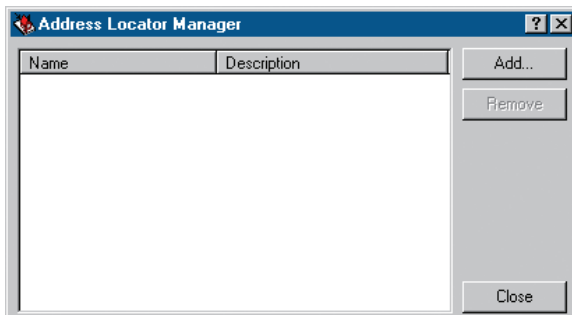 Address Locator Manager ? ×
Name Description Add...
Remove
Close